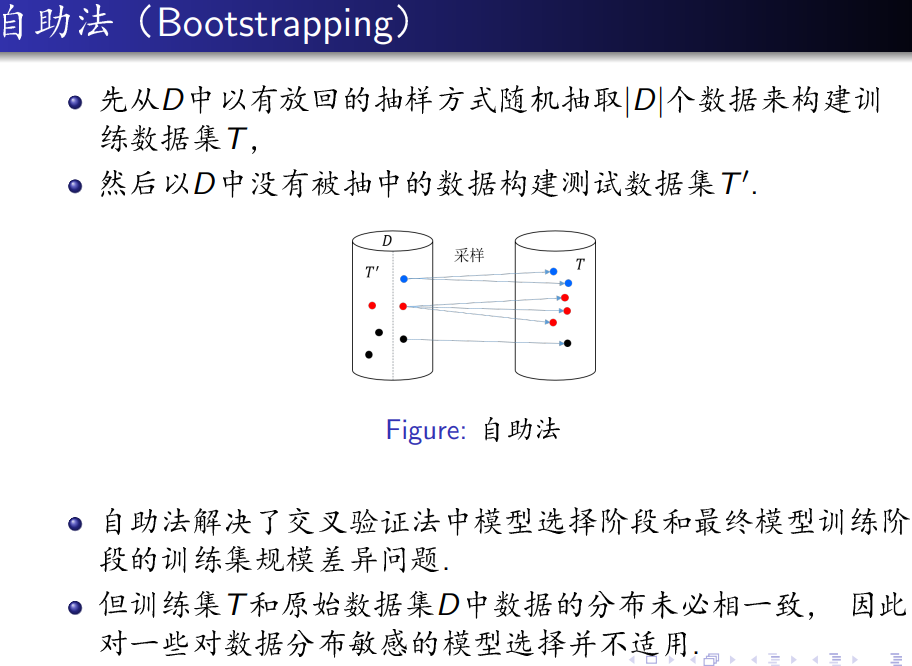 自助法（Bootstrapping）
先从D中以有放回的抽样方式随机抽取|D|个数据来构建训
练数据集T，
然后以D中没有被抽中的数据构建测试数据集T′.
D
T′
采样
T
Figure: 自助法
自助法解决了交叉验证法中模型选择阶段和最终模型训练阶
段的训练集规模差异问题.
但训练集T和原始数据集D中数据的分布未必相一致， 因此
对一些对数据分布敏感的模型选择并不适用.